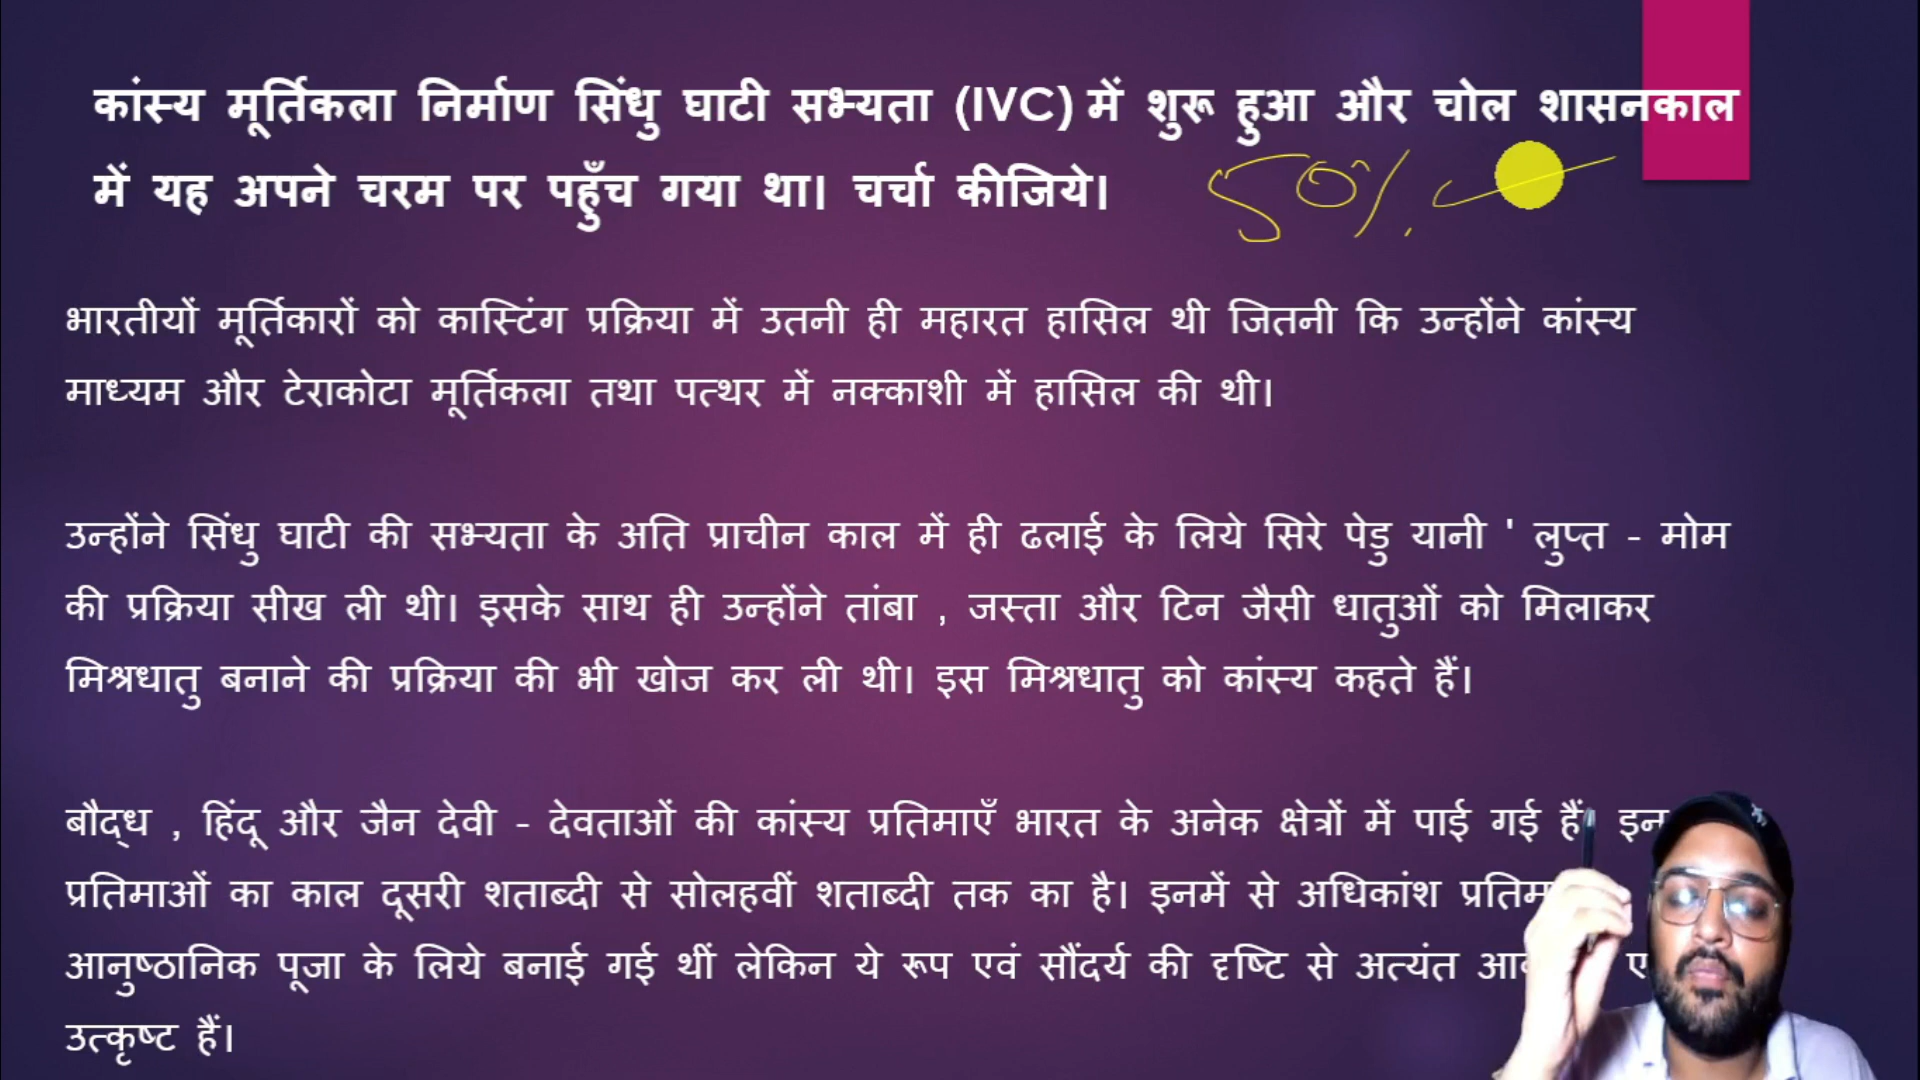 कांस्य मूर्तिकला निर्माण सिंधु घाटी सभ्यता (IVC) में शुरू हुआ और चोल शासनकाल
में यह अपने चरम पर पहुँच गया था। चर्चा कीजिये।
50%.
भारतीयों मूर्तिकारों को कास्टिंग प्रक्रिया में उतनी ही महारत हासिल थी जितनी कि उन्होंने कांस्य
माध्यम और टेराकोटा मूर्तिकला तथा पत्थर में नक्काशी में हासिल की थी।
उन्होंने सिंधु घाटी की सभ्यता के अति प्राचीन काल में ही ढलाई के लिये सिरे पेडु यानी ' लुप्त - मोम
की प्रक्रिया सीख ली थी। इसके साथ ही उन्होंने तांबा , जस्ता और टिन जैसी धातुओं को मिलाकर
मिश्रधातु बनाने की प्रक्रिया की भी खोज कर ली थी। इस मिश्रधातु को कांस्य कहते हैं।
बौद्ध , हिंदू और जैन देवी - देवताओं की कांस्य प्रतिमाएँ भारत के अनेक क्षेत्रों में पाई गई हैं।
प्रतिमाओं का काल दूसरी शताब्दी से सोलहवीं शताब्दी तक का है। इनमें से अधिकांश
आनुष्ठानिक पूजा के लिये बनाई गई थीं लेकिन ये रूप एवं सौंदर्य की दृष्टि से अत्यंत
उत्कृष्ट हैं।